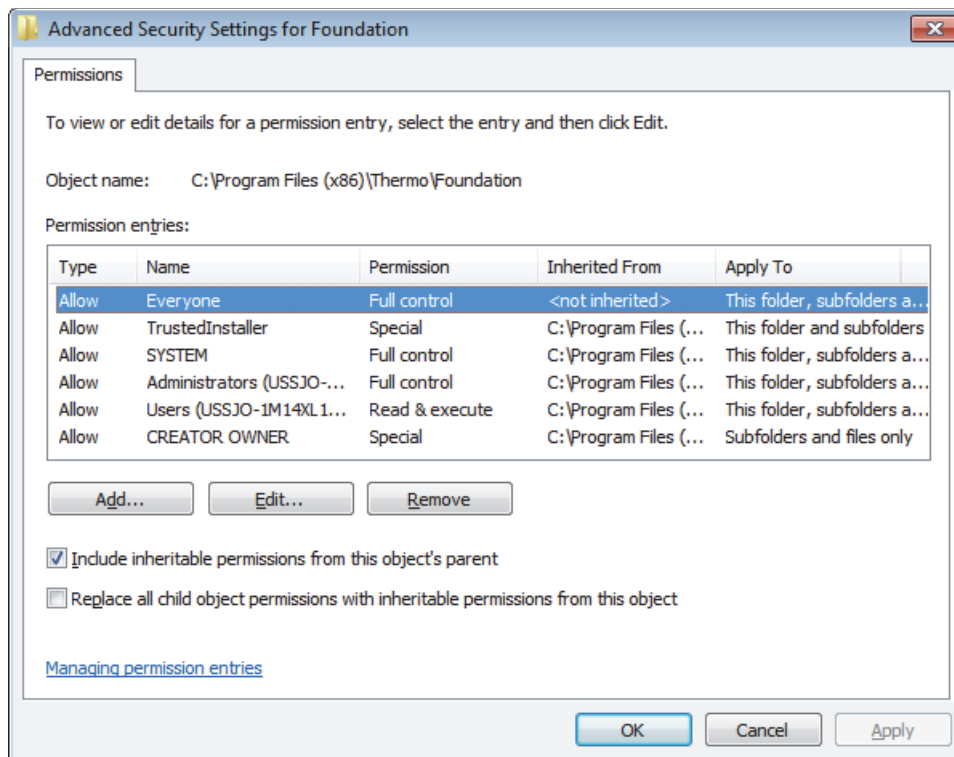 Advanced Security Settings for Foundation
Permissions
To view or edit details for a permission entry, select the entry and then click Edit.
Object name: C:\Program Files (x86)\Thermo\Foundation
Permission entries:
Type Name Permission Inherited From Apply To
Allow Everyone Full control <not inherited> This folder, subfolders a...
Allow TrustedInstaller Special C:\Program Files (... This folder and subfolders
Allow SYSTEM Full control C:\Program Files (... This folder, subfolders a...
Allow Administrators (USSJO-... Full control C:\Program Files (... This folder, subfolders a...
Allow Users (USSJO-1M14XL1... Read & execute C:\Program Files (... This folder, subfolders a...
Allow CREATOR OWNER Special C:\Program Files (... Subfolders and files only
Add... Edit... Remove
Include inheritable permissions from this object's parent
Replace all child object permissions with inheritable permissions from this object
Managing permission entries
OK Cancel Apply